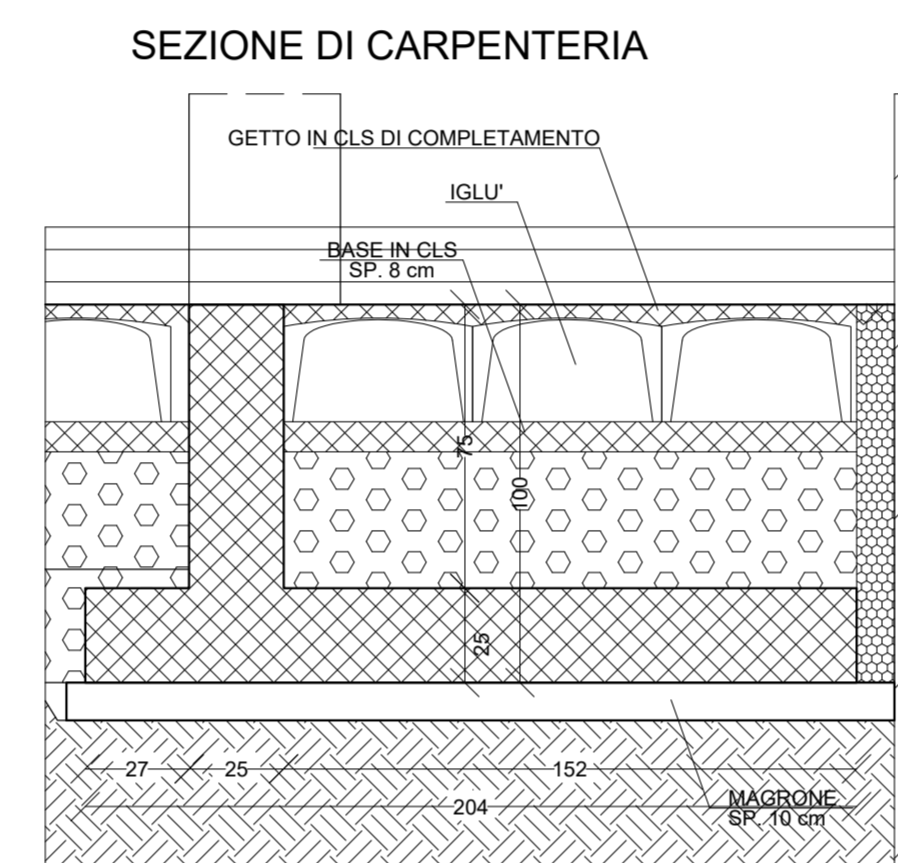 SEZIONE DI CARPENTERIA
GETTO IN CLS DI COMPLETAMENTO
IGLU'
BASE IN CLS
SP. 8 cm
75
100
25
27
25
152
204
MAGRONE
SP. 10 cm